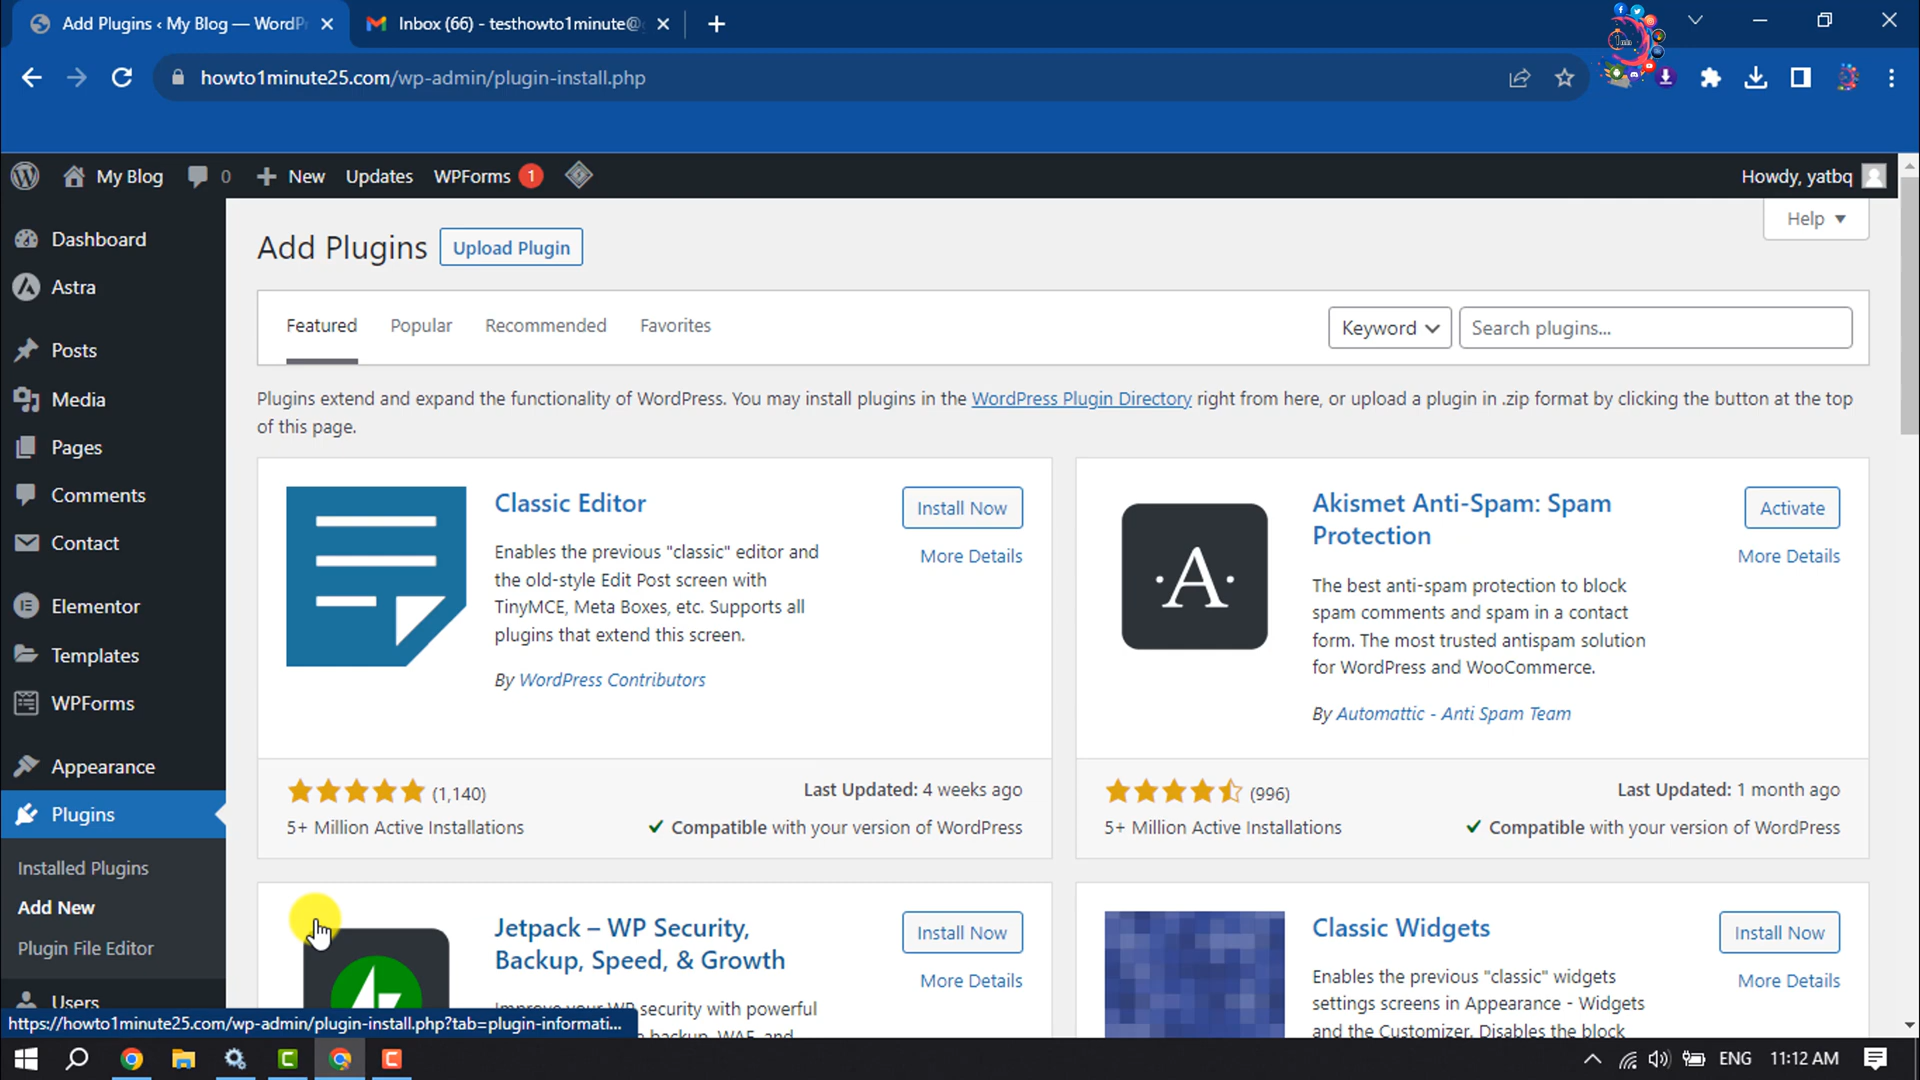 Add Plugins ‹ My Blog — WordP
Inbox (66) - testhowto1minute@
howto1minute25.com/wp-admin/plugin-install.php
My Blog
0
New
Updates
WPForms 1
Howdy, yatbq
Help
Dashboard
Astra
Posts
Media
Pages
Comments
Contact
Elementor
Templates
WPForms
Appearance
Plugins
Installed Plugins
Add New
Plugin File Editor
Users
Add Plugins
Upload Plugin
Featured
Popular
Recommended
Favorites
Keyword
Search plugins...
Plugins extend and expand the functionality of WordPress. You may install plugins in the WordPress Plugin Directory right from here, or upload a plugin in .zip format by clicking the button at the top
of this page.
Classic Editor
Install Now
More Details
Enables the previous "classic" editor and
the old-style Edit Post screen with
TinyMCE, Meta Boxes, etc. Supports all
plugins that extend this screen.
By WordPress Contributors
(1,140)
5+ Million Active Installations
Last Updated: 4 weeks ago
Compatible with your version of WordPress
Akismet Anti-Spam: Spam
Protection
Activate
More Details
·A·
The best anti-spam protection to block
spam comments and spam in a contact
form. The most trusted antispam solution
for WordPress and WooCommerce.
By Automattic - Anti Spam Team
(996)
5+ Million Active Installations
Last Updated: 1 month ago
Compatible with your version of WordPress
Jetpack – WP Security,
Backup, Speed, & Growth
Install Now
More Details
Improve your WP security with powerful
backup, WAF, and
Classic Widgets
Install Now
More Details
Enables the previous "classic" widgets
settings screens in Appearance - Widgets
and the Customizer. Disables the block
https://howto1minute25.com/wp-admin/plugin-install.php?tab=plugin-informati...
ENG
11:12 AM